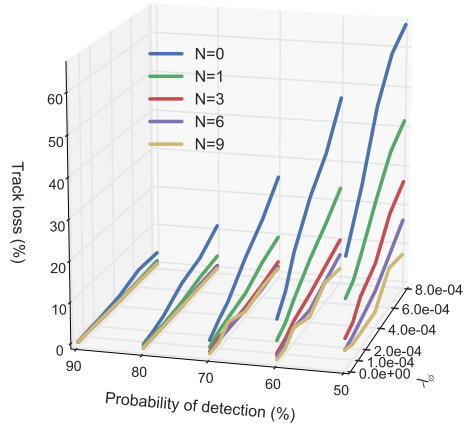 N=0
N=1
N=3
N=6
N=9
60
50
40
30
20
10
0
Track loss (%)
90
80
70
60
50
Probability of detection (%)
8.0e-04
6.0e-04
4.0e-04
2.0e-04
1.0e-04
0.0e+00